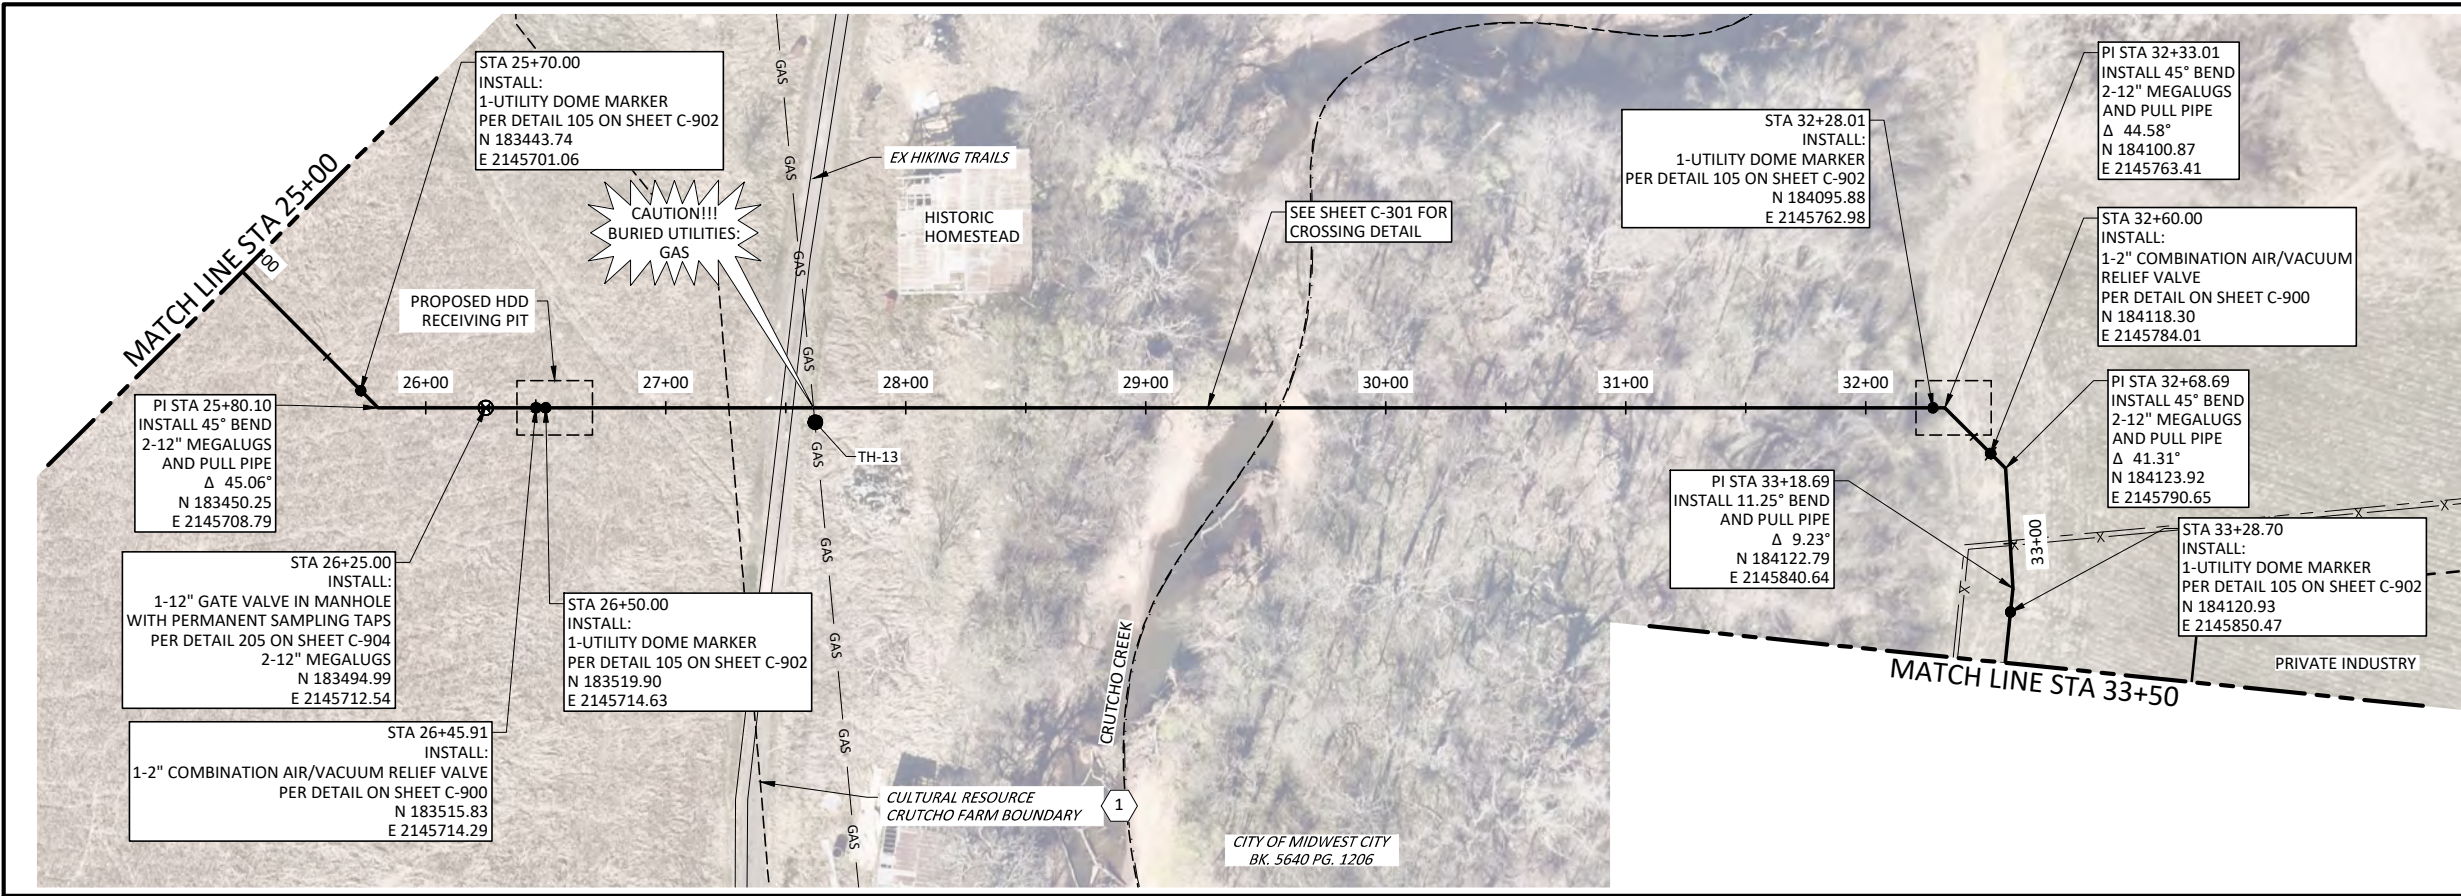 STA 25+70.00
INSTALL:
1-UTILITY DOME MARKER
PER DETAIL 105 ON SHEET C-902
N 183443.74
E 2145701.06
MATCH LINE STA 25+00
+00
CAUTION!!!
BURIED UTILITIES:
GAS
EX HIKING TRAILS
HISTORIC
HOMESTEAD
SEE SHEET C-301 FOR
CROSSING DETAIL
STA 32+28.01
INSTALL:
1-UTILITY DOME MARKER
PER DETAIL 105 ON SHEET C-902
N 184095.88
E 2145762.98
PI STA 32+33.01
INSTALL 45° BEND
2-12" MEGALUGS
AND PULL PIPE
Δ 44.58°
N 184100.87
E 2145763.41
STA 32+60.00
INSTALL:
1-2" COMBINATION AIR/VACUUM
RELIEF VALVE
PER DETAIL ON SHEET C-900
N 184118.30
E 2145784.01
PROPOSED HDD
RECEIVING PIT
26+00
27+00
28+00
29+00
30+00
31+00
32+00
33+00
GAS
GAS
GAS
GAS
GAS
GAS
GAS
GAS
GAS
GAS
GAS
TH-13
PI STA 25+80.10
INSTALL 45° BEND
2-12" MEGALUGS
AND PULL PIPE
Δ 45.06°
N 183450.25
E 2145708.79
PI STA 32+68.69
INSTALL 45° BEND
2-12" MEGALUGS
AND PULL PIPE
Δ 41.31°
N 184123.92
E 2145790.65
PI STA 33+18.69
INSTALL 11.25° BEND
AND PULL PIPE
Δ 9.23°
N 184122.79
E 2145840.64
STA 33+28.70
INSTALL:
1-UTILITY DOME MARKER
PER DETAIL 105 ON SHEET C-902
N 184120.93
E 2145850.47
X
X
X
X
X
STA 26+25.00
INSTALL:
1-12" GATE VALVE IN MANHOLE
WITH PERMANENT SAMPLING TAPS
PER DETAIL 205 ON SHEET C-904
2-12" MEGALUGS
N 183494.99
E 2145712.54
STA 26+50.00
INSTALL:
1-UTILITY DOME MARKER
PER DETAIL 105 ON SHEET C-902
N 183519.90
E 2145714.63
STA 26+45.91
INSTALL:
1-2" COMBINATION AIR/VACUUM RELIEF VALVE
PER DETAIL ON SHEET C-900
N 183515.83
E 2145714.29
CRUTCHO CREEK
CULTURAL RESOURCE
CRUTCHO FARM BOUNDARY
1
CITY OF MIDWEST CITY
BK. 5640 PG. 1206
PRIVATE INDUSTRY
MATCH LINE STA 33+50